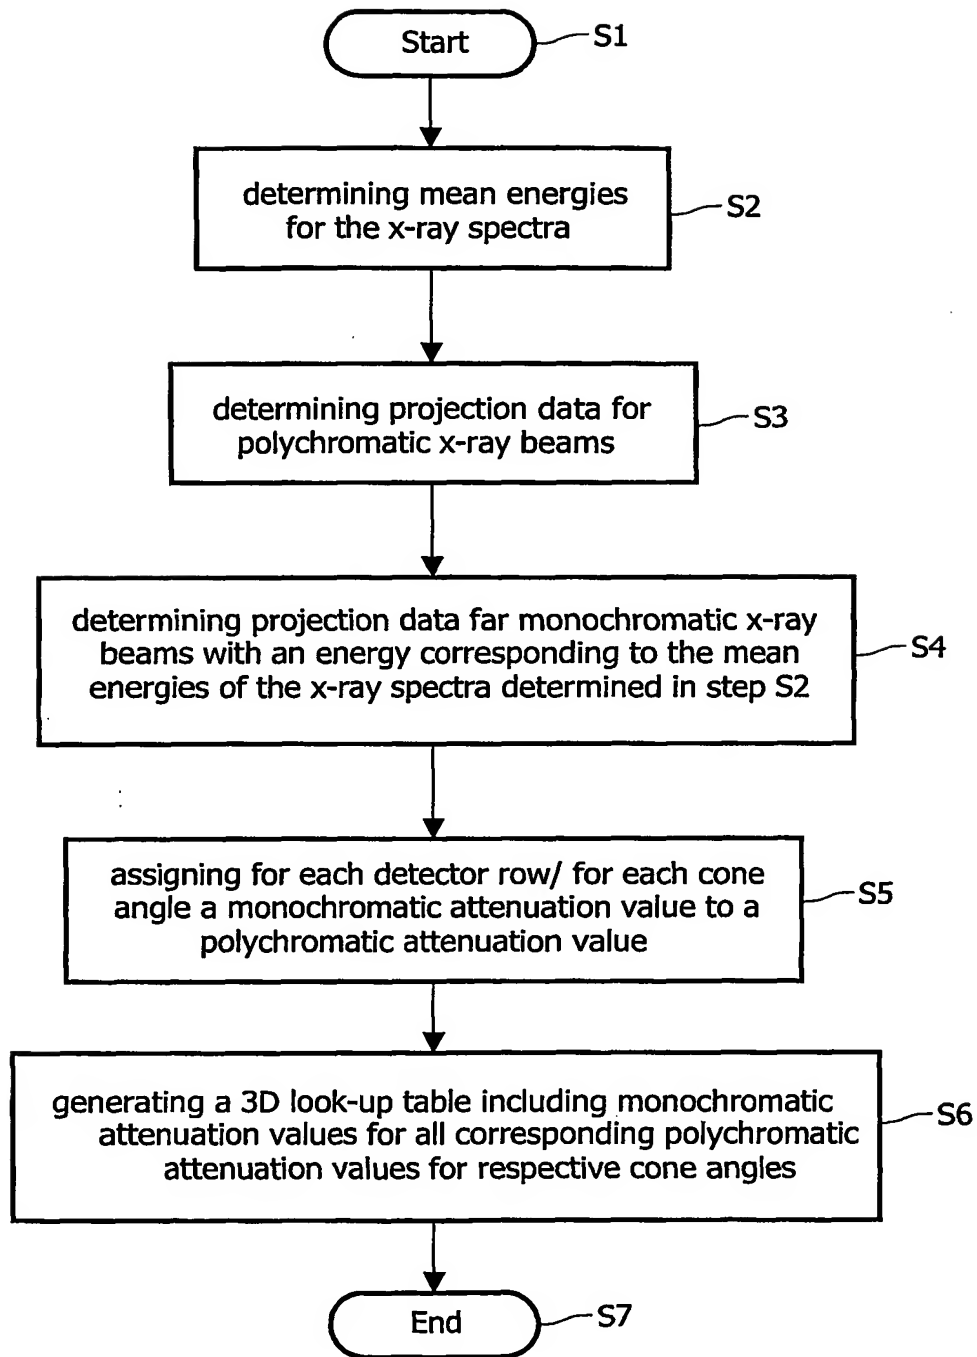 Start
S1
determining mean energies
for the x-ray spectra
S2
determining projection data for
polychromatic x-ray beams
S3
determining projection data far monochromatic x-ray
beams with an energy corresponding to the mean
energies of the x-ray spectra determined in step S2
S4
assigning for each detector row/ for each cone
angle a monochromatic attenuation value to a
polychromatic attenuation value
S5
generating a 3D look-up table including monochromatic
attenuation values for all corresponding polychromatic
attenuation values for respective cone angles
S6
End
S7